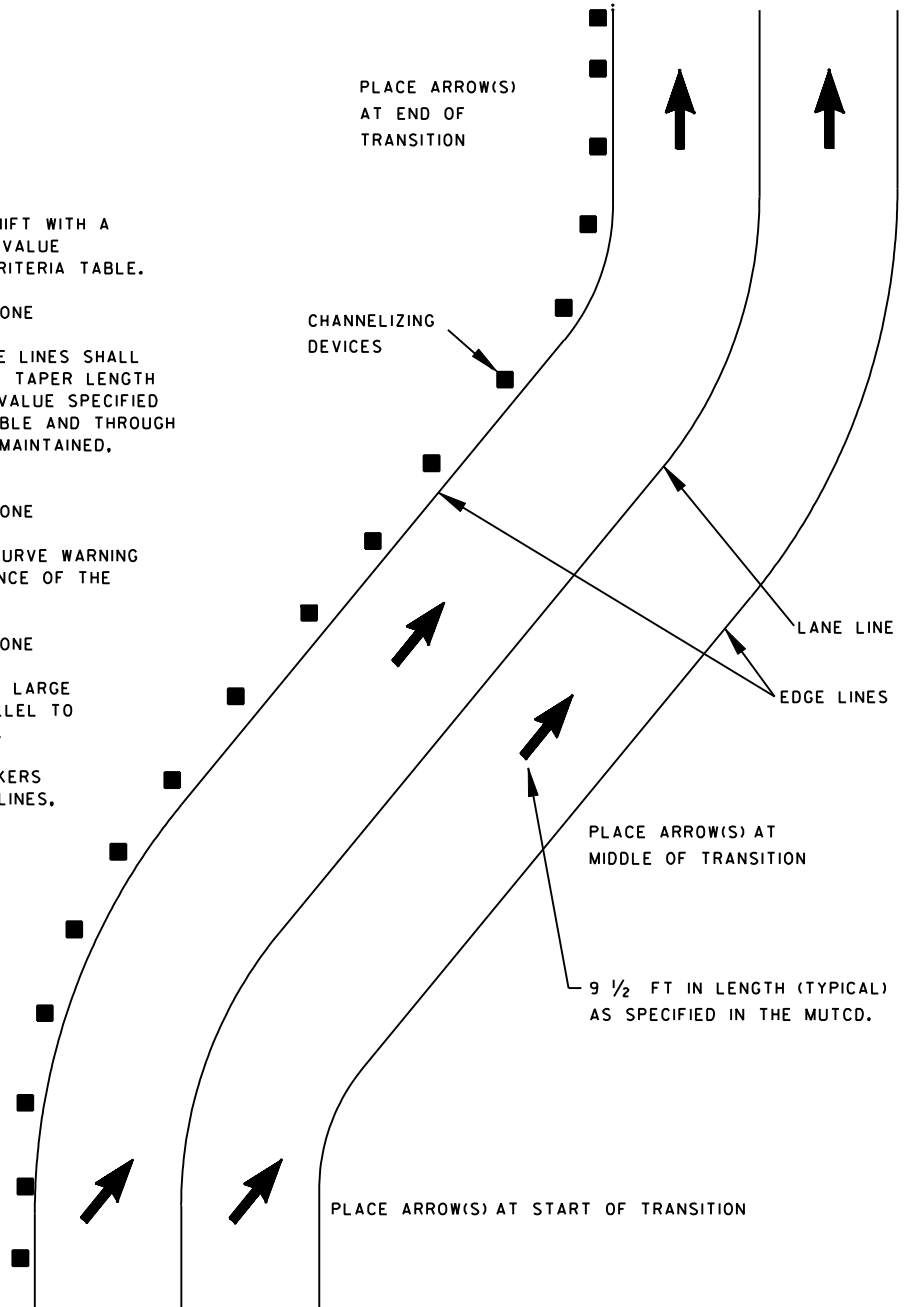 PLACE ARROW(S)
AT END OF
TRANSITION
IFT WITH A
VALUE
RITERIA TABLE.
ONE
CHANNELIZING
DEVICES
E LINES SHALL
TAPER LENGTH
VALUE SPECIFIED
BLE AND THROUGH
MAINTAINED,
ONE
URVE WARNING
NCE OF THE
LANE LINE
ONE
LARGE
LLEL TO
EDGE LINES
KERS
LINES,
PLACE ARROW(S) AT
MIDDLE OF TRANSITION
9 ½ FT IN LENGTH (TYPICAL)
AS SPECIFIED IN THE MUTCD.
PLACE ARROW(S) AT START OF TRANSITION